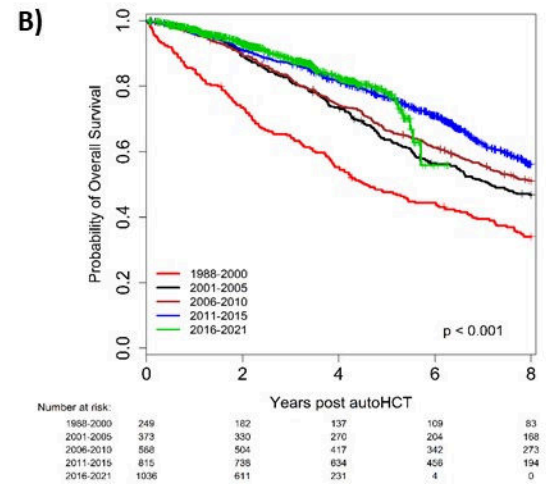 B)
Probability of Overall Survival
1.0
0.8
0.6
0.4
0.2
0.0
1988-2000
2001-2005
2006-2010
2011-2015
2016-2021
p < 0.001
0 2 4 6 8
Years post autoHCT
Number at risk:
1988-2000 249 182 137 109 83
2001-2005 373 330 270 204 168
2006-2010 568 504 417 342 273
2011-2015 815 738 634 456 194
2016-2021 1036 611 231 4 0